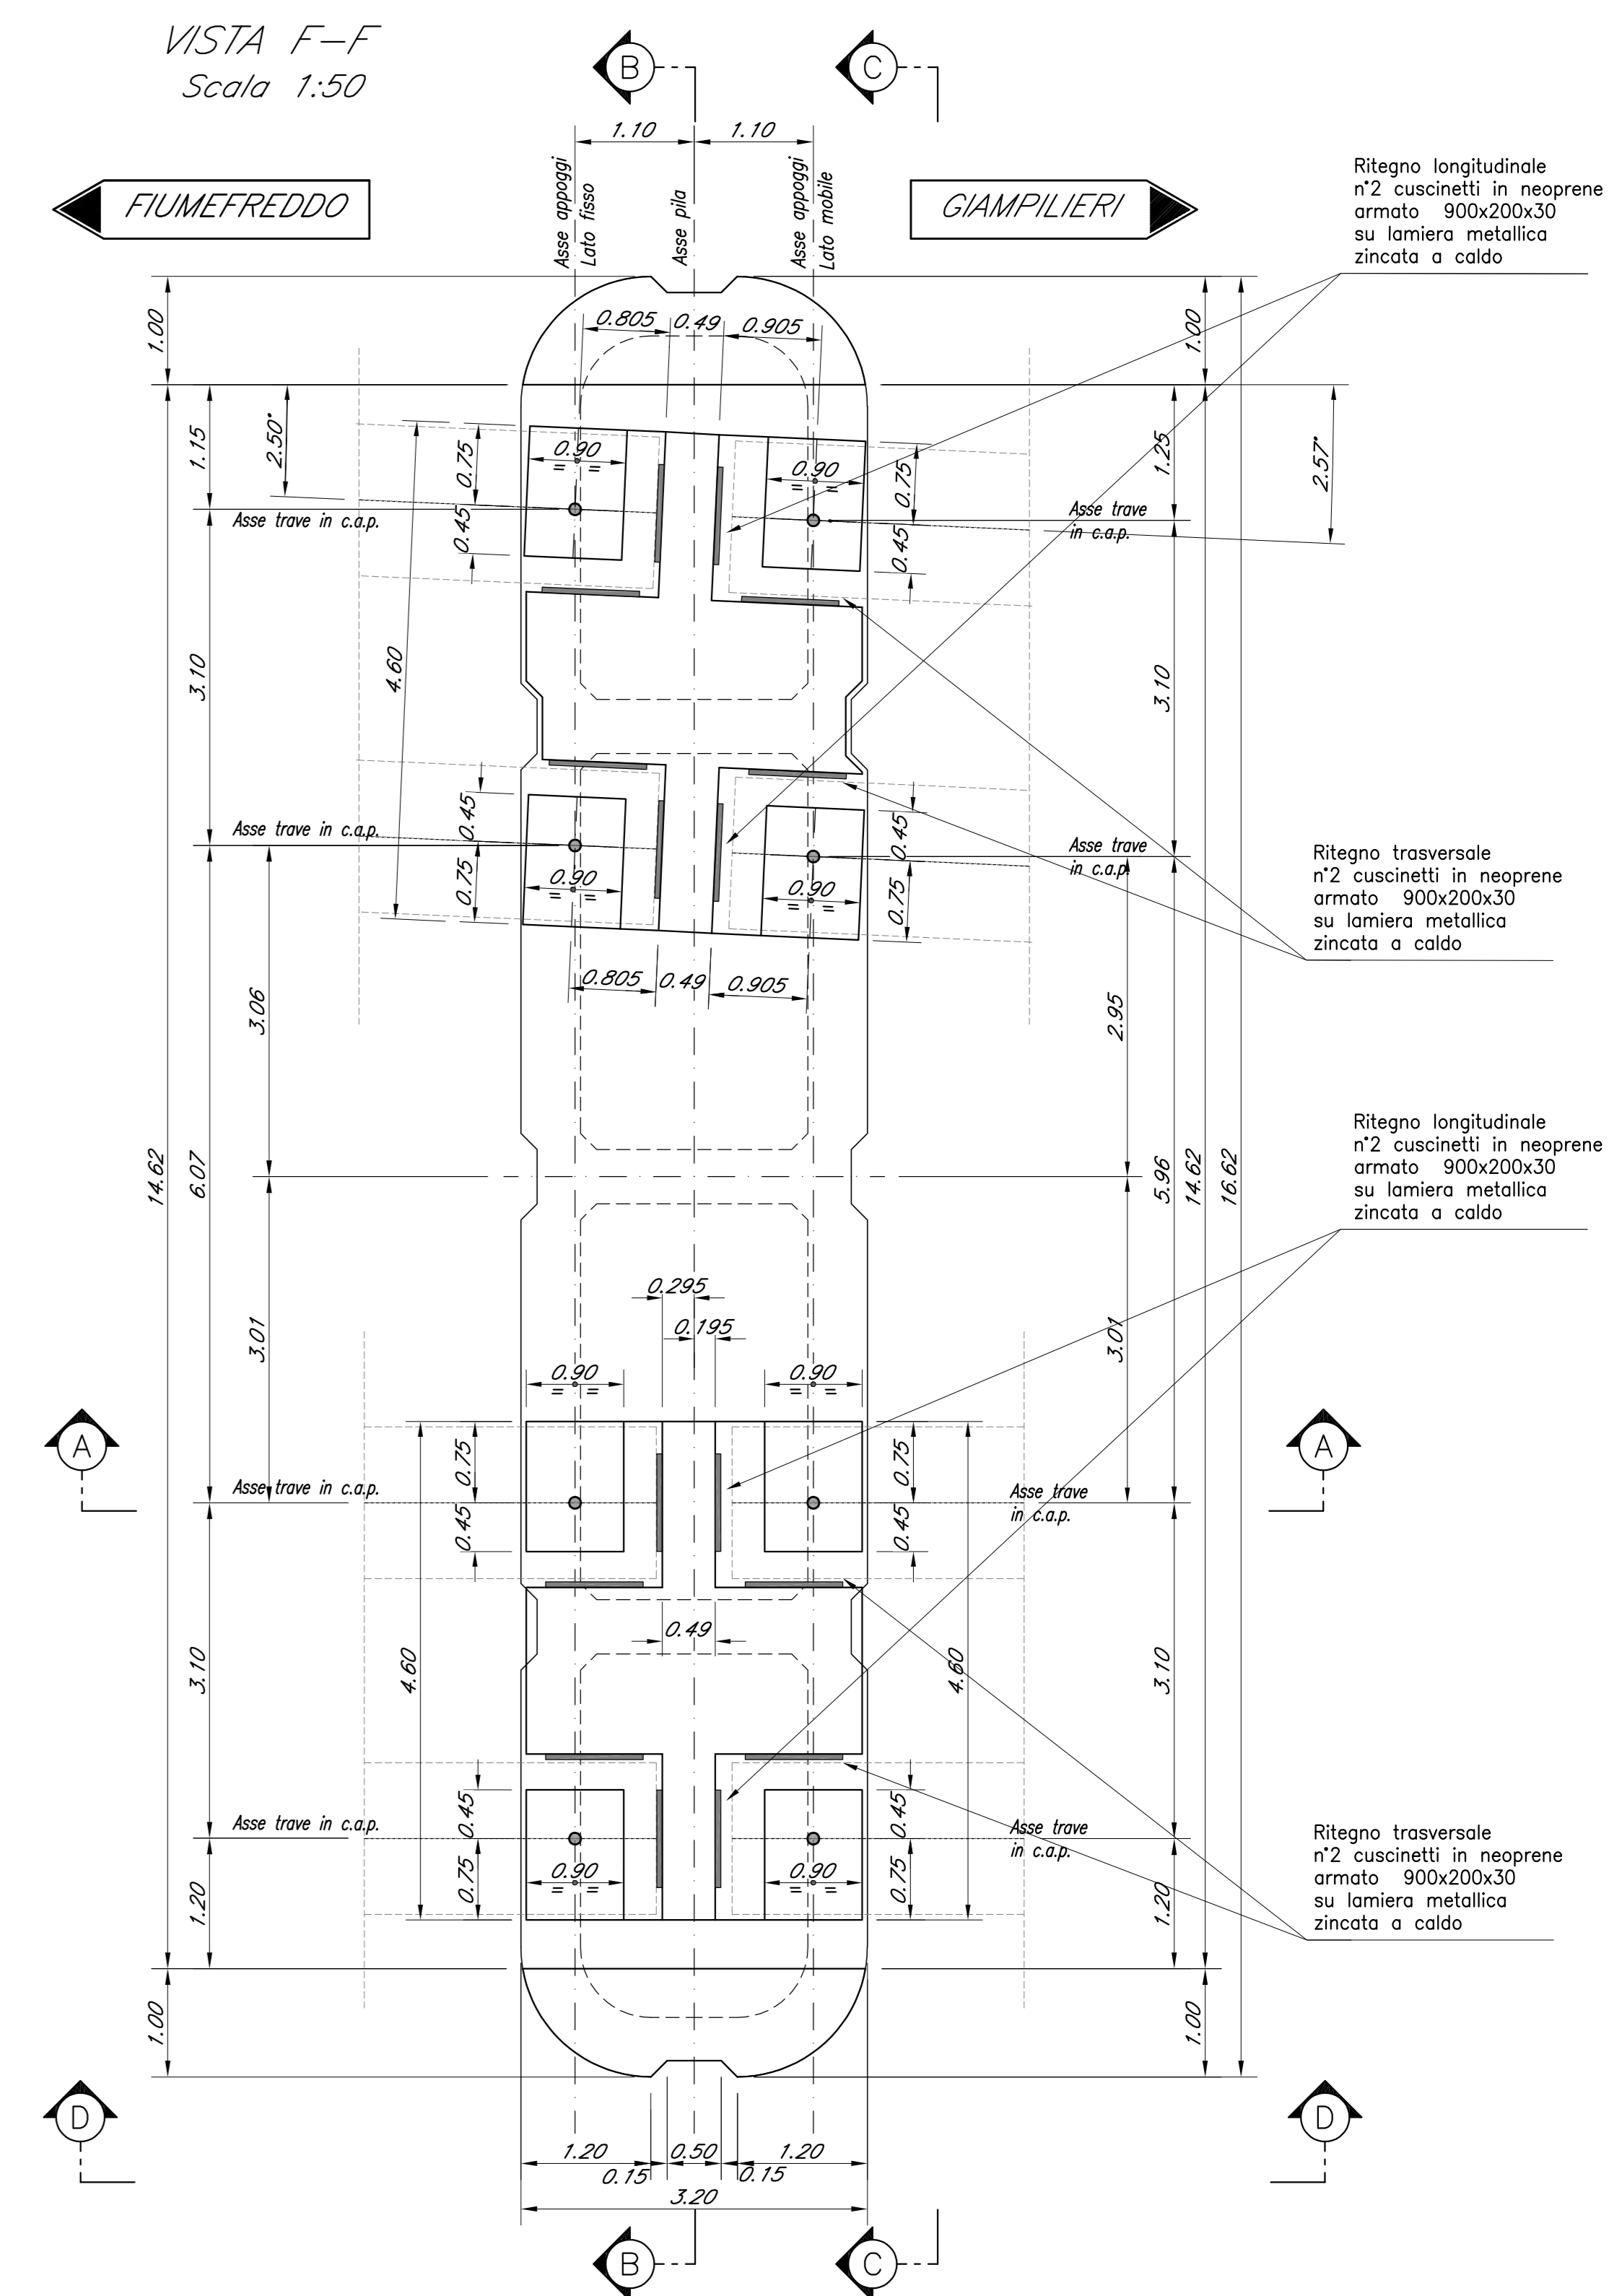 VISTA F-F
Scala 1:50
B
C
1.10
1.10
FIUMEFREDDO
Asse appoggi
Lato fisso
Asse pila
Asse appoggi
Lato mobile
GIAMPILIERI
Ritegno longitudinale
n°2 cuscinetti in neoprene
armato 900x200x30
su lamiera metallica
zincata a caldo
1.00
0.805
0.49
0.905
1.00
1.15
2.50°
0.75
0.90
= =
0.90
= =
0.75
1.25
2.57°
Asse trave in c.a.p.
0.45
Asse trave
in c.a.p.
0.45
3.10
4.60
3.10
0.45
Asse trave in c.a.p.
0.75
0.90
= =
0.90
= =
0.45
0.75
Asse trave
in c.a.p.
Ritegno trasversale
n°2 cuscinetti in neoprene
armato 900x200x30
su lamiera metallica
zincata a caldo
0.805
0.49
0.905
3.06
2.95
14.62
6.07
5.96
14.62
16.62
Ritegno longitudinale
n°2 cuscinetti in neoprene
armato 900x200x30
su lamiera metallica
zincata a caldo
3.01
0.295
0.195
3.01
0.90
= =
0.90
= =
A
A
0.75
0.75
Asse trave in c.a.p.
Asse trave
in c.a.p.
0.45
0.45
0.49
3.10
4.60
4.60
3.10
0.45
0.45
Asse trave in c.a.p.
Asse trave
in c.a.p.
0.75
0.90
= =
0.90
= =
0.75
1.20
1.20
Ritegno trasversale
n°2 cuscinetti in neoprene
armato 900x200x30
su lamiera metallica
zincata a caldo
1.00
1.00
D
D
1.20
0.50
1.20
0.15
0.15
3.20
B
C